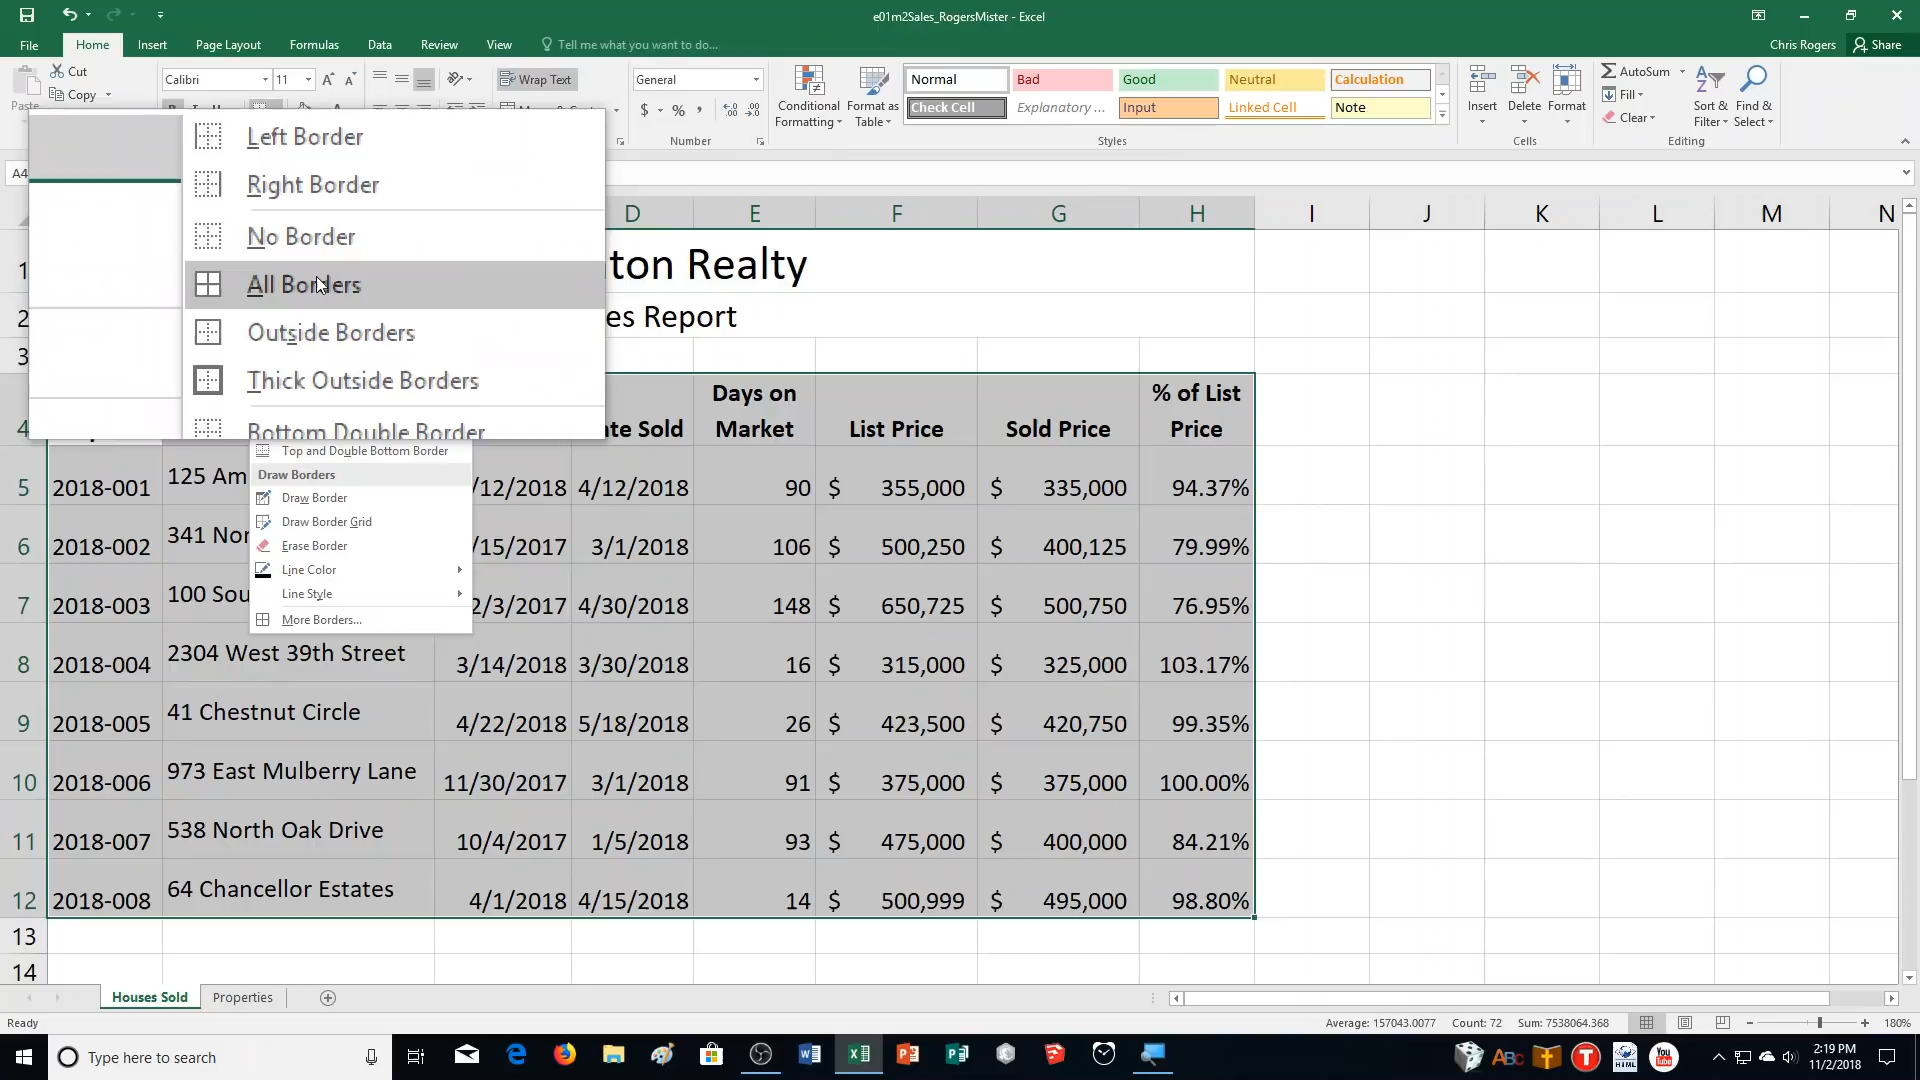 e01m2Sales_RogersMister - Excel
File Home Insert Page Layout Formulas Data Review View Tell me what you want to do... Chris Rogers Share
Cut
Copy
Paste
Calibri 11
Wrap Text
General
$ % ,
Number
Conditional Formatting
Format as Table
Normal Bad Good Neutral Calculation
Check Cell Explanatory ... Input Linked Cell Note
Styles
Insert Delete Format
Cells
AutoSum
Fill
Clear
Sort & Filter
Find & Select
Editing
A4
Left Border
Right Border
No Border
All Borders
Outside Borders
Thick Outside Borders
Bottom Double Border
Top and Double Bottom Border
Draw Borders
Draw Border
Draw Border Grid
Erase Border
Line Color
Line Style
More Borders...
D E F G H I J K L M N
1 ton Realty
2 es Report
3
4 ate Sold Days on Market List Price Sold Price % of List Price
5 2018-001 125 Am /12/2018 4/12/2018 90 $ 355,000 $ 335,000 94.37%
6 2018-002 341 Nor /15/2017 3/1/2018 106 $ 500,250 $ 400,125 79.99%
7 2018-003 100 Sou 2/3/2017 4/30/2018 148 $ 650,725 $ 500,750 76.95%
8 2018-004 2304 West 39th Street 3/14/2018 3/30/2018 16 $ 315,000 $ 325,000 103.17%
9 2018-005 41 Chestnut Circle 4/22/2018 5/18/2018 26 $ 423,500 $ 420,750 99.35%
10 2018-006 973 East Mulberry Lane 11/30/2017 3/1/2018 91 $ 375,000 $ 375,000 100.00%
11 2018-007 538 North Oak Drive 10/4/2017 1/5/2018 93 $ 475,000 $ 400,000 84.21%
12 2018-008 64 Chancellor Estates 4/1/2018 4/15/2018 14 $ 500,999 $ 495,000 98.80%
13
14
Houses Sold Properties
Ready Average: 157043.0077 Count: 72 Sum: 7538064.368 180%
Type here to search
2:19 PM
11/2/2018